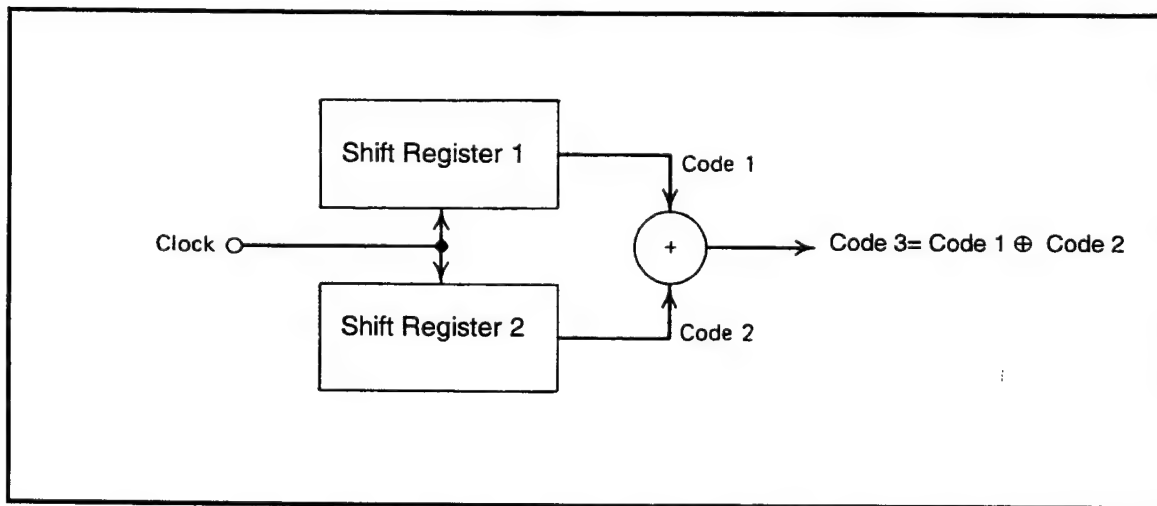 Shift Register 1
Code 1
Clock
+
Code 3= Code 1 ⊕ Code 2
Shift Register 2
Code 2